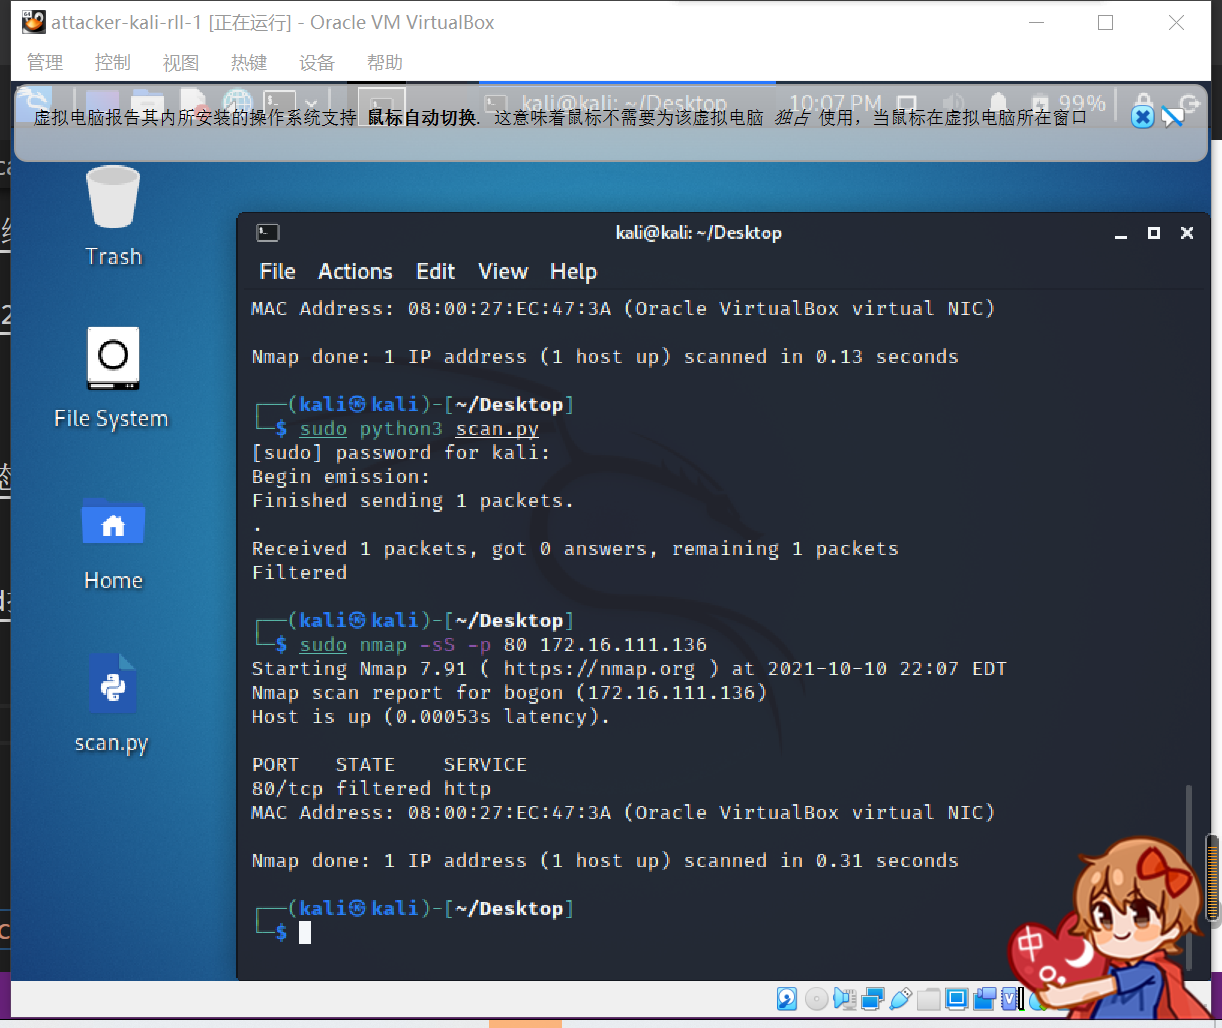 attacker-kali-rll-1 [正在运行] - Oracle VM VirtualBox
管理 控制 视图 热键 设备 帮助
kali@kali: ~/Desktop 10:07 PM 99%
虚拟电脑报告其内所安装的操作系统支持 鼠标自动切换. 这意味着鼠标不需要为该虚拟电脑 独占 使用，当鼠标在虚拟电脑所在窗口
Trash
File System
Home
scan.py
kali@kali: ~/Desktop
File Actions Edit View Help
MAC Address: 08:00:27:EC:47:3A (Oracle VirtualBox virtual NIC)
Nmap done: 1 IP address (1 host up) scanned in 0.13 seconds
┌──(kali㉿kali)-[~/Desktop]
└─$ sudo python3 scan.py
[sudo] password for kali:
Begin emission:
Finished sending 1 packets.
.
Received 1 packets, got 0 answers, remaining 1 packets
Filtered
┌──(kali㉿kali)-[~/Desktop]
└─$ sudo nmap -sS -p 80 172.16.111.136
Starting Nmap 7.91 ( https://nmap.org ) at 2021-10-10 22:07 EDT
Nmap scan report for bogon (172.16.111.136)
Host is up (0.00053s latency).
PORT STATE SERVICE
80/tcp filtered http
MAC Address: 08:00:27:EC:47:3A (Oracle VirtualBox virtual NIC)
Nmap done: 1 IP address (1 host up) scanned in 0.31 seconds
┌──(kali㉿kali)-[~/Desktop]
└─$
中